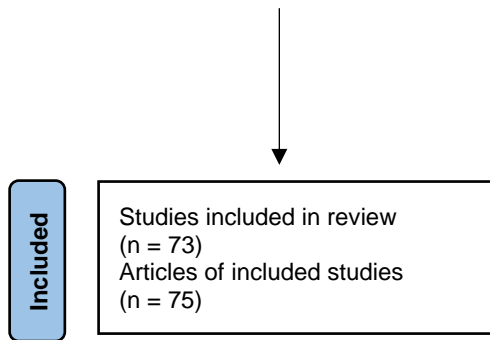 Included
Studies included in review
(n = 73)
Articles of included studies
(n = 75)